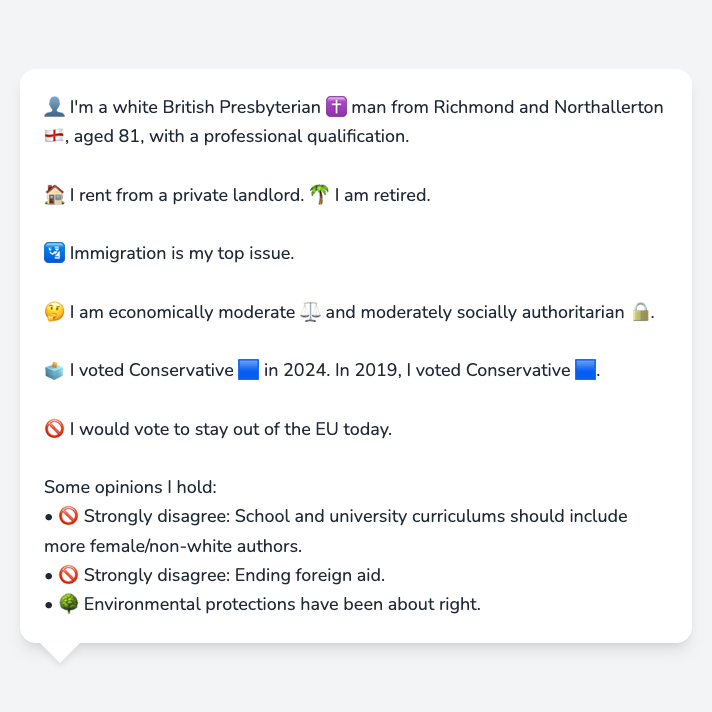 👤 I'm a white British Presbyterian ✝️ man from Richmond and Northallerton
🏴󠁧󠁢󠁥󠁮󠁧󠁿, aged 81, with a professional qualification.
🏠 I rent from a private landlord. 🌴 I am retired.
🛂 Immigration is my top issue.
🤔 I am economically moderate ⚖️ and moderately socially authoritarian 🔒.
🗳️ I voted Conservative 🟦 in 2024. In 2019, I voted Conservative 🟦.
🚫 I would vote to stay out of the EU today.
Some opinions I hold:
• 🚫 Strongly disagree: School and university curriculums should include
more female/non-white authors.
• 🚫 Strongly disagree: Ending foreign aid.
• 🌳 Environmental protections have been about right.